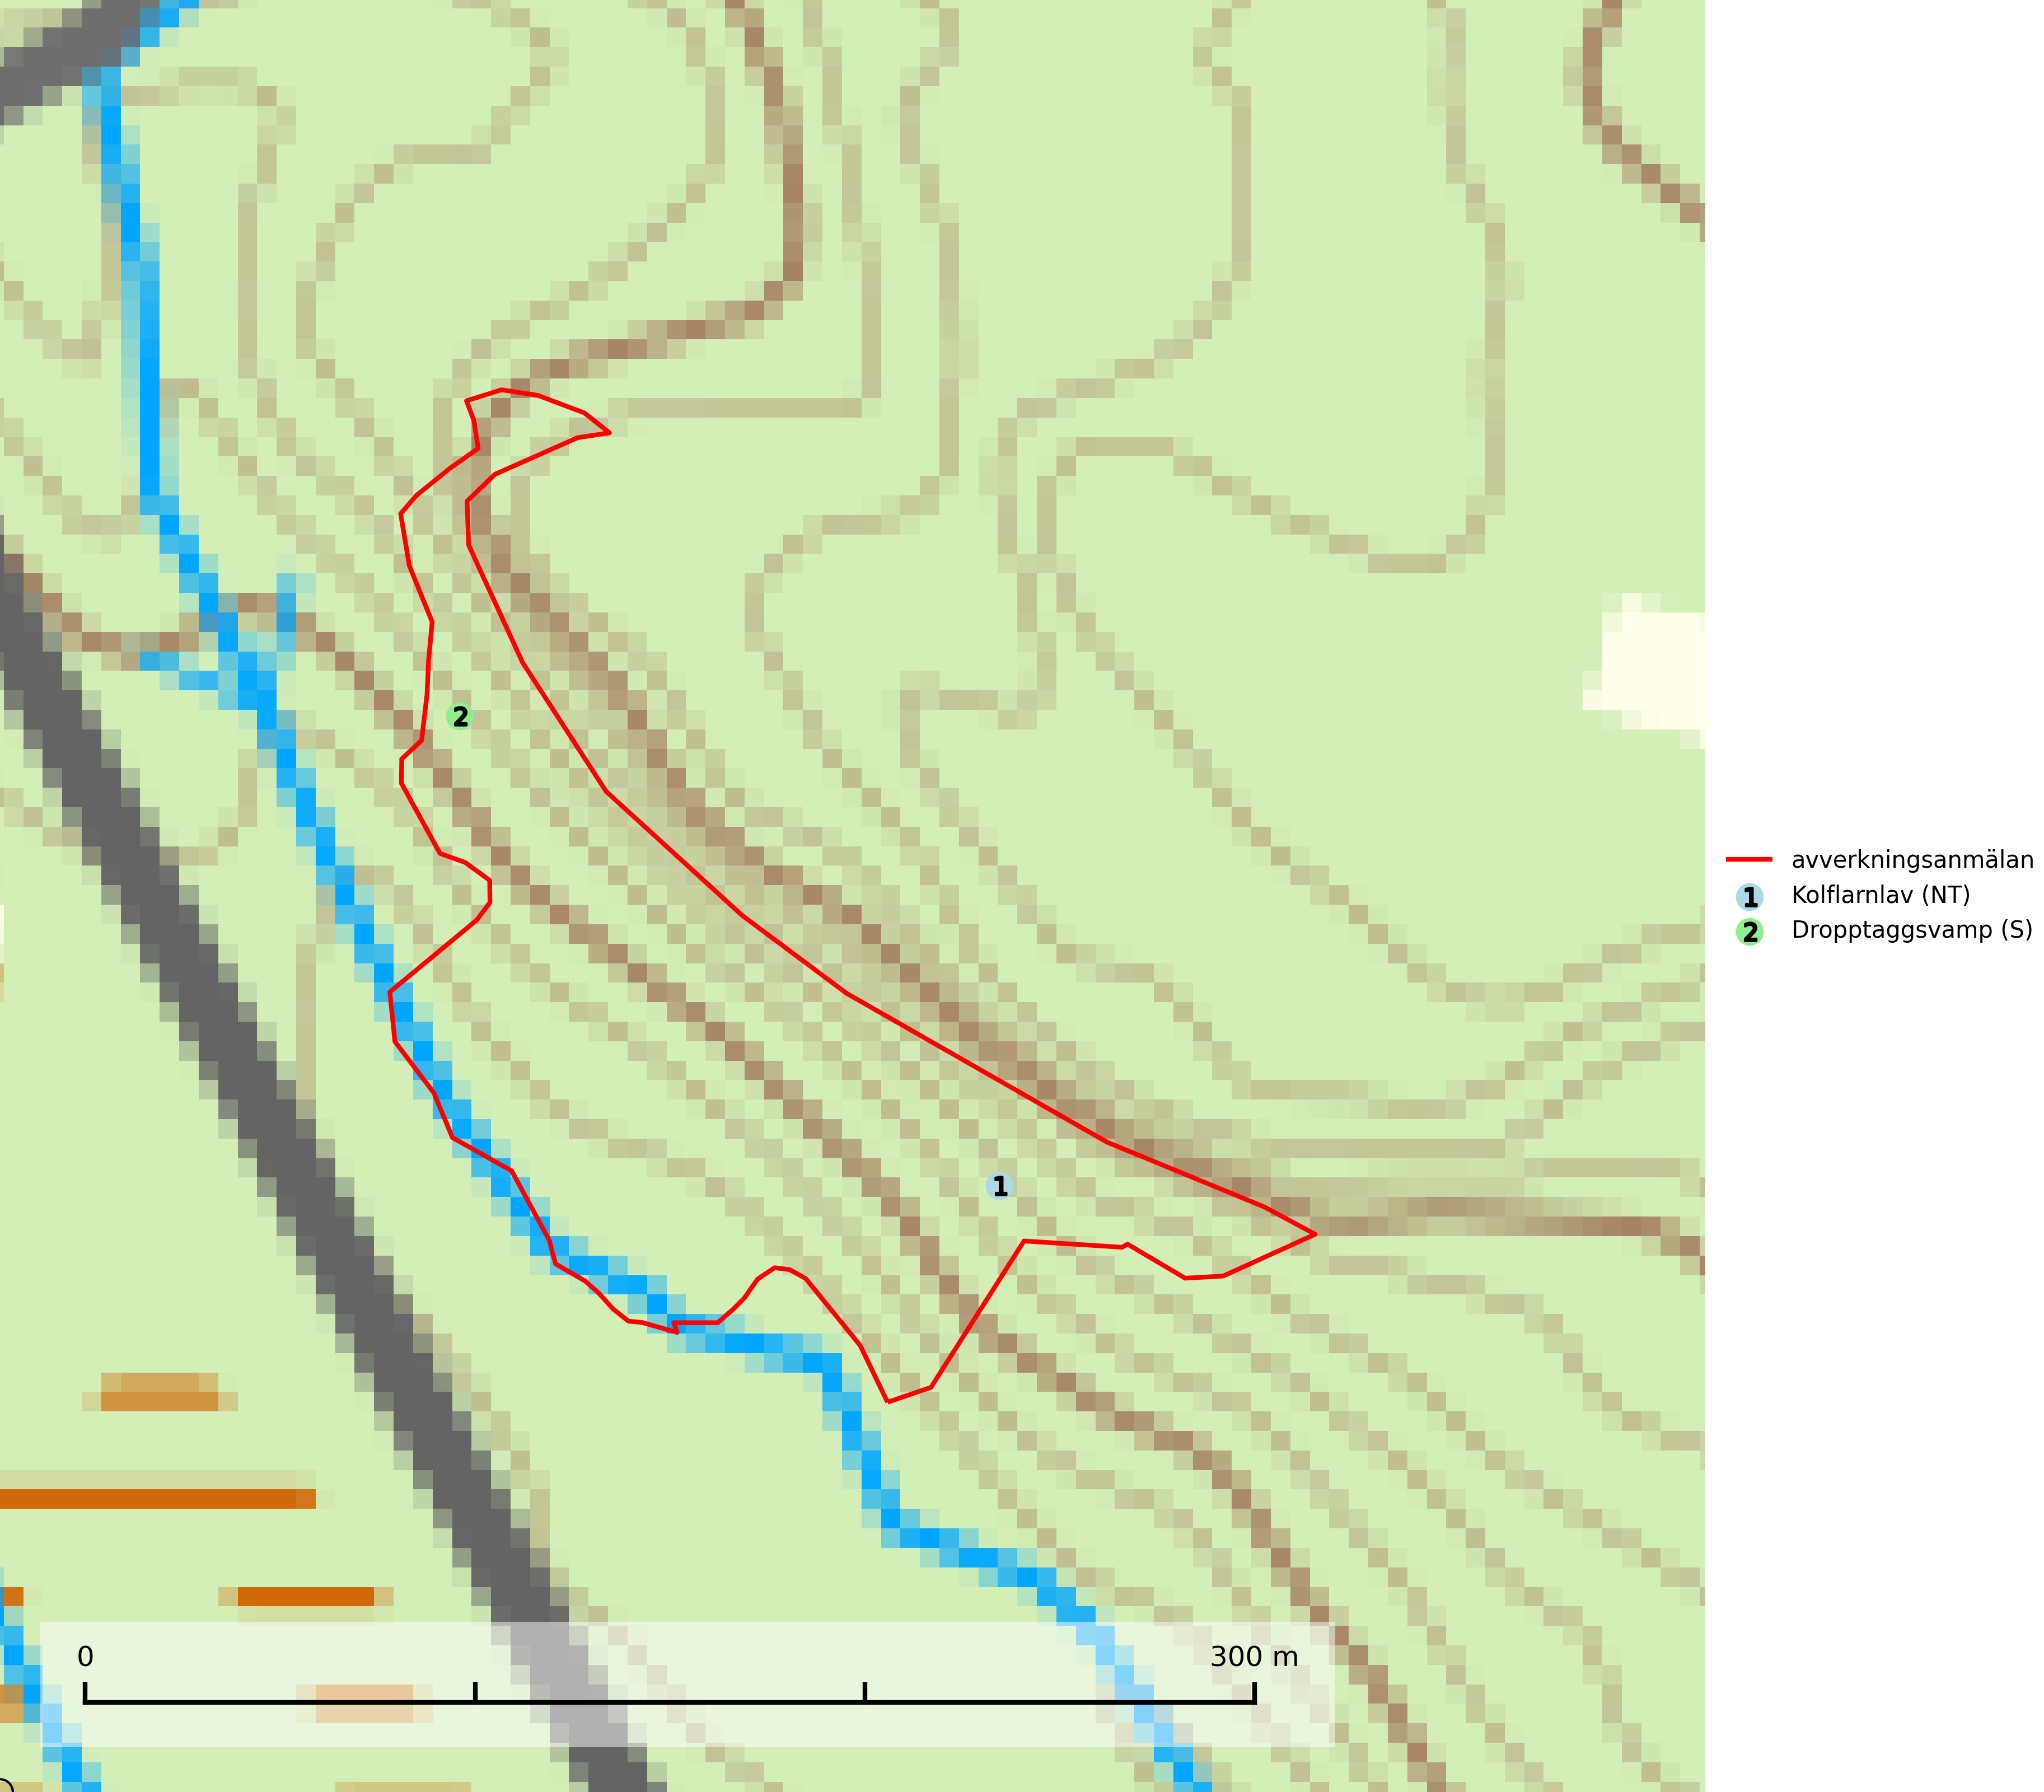 2
1
avverkningsanmälan
1 Kolflarnlav (NT)
2 Dropptaggsvamp (S)
0 300 m